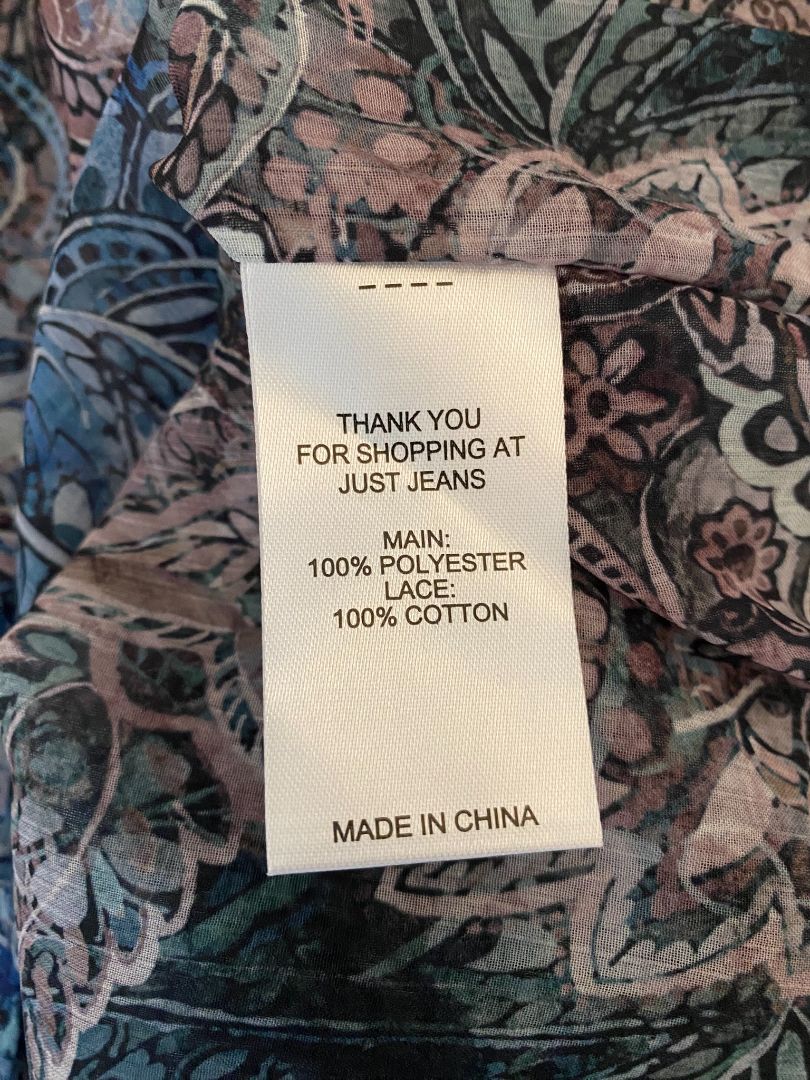 THANK YOU
FOR SHOPPING AT
JUST JEANS
MAIN:
100% POLYESTER
LACE:
100% COTTON
MADE IN CHINA